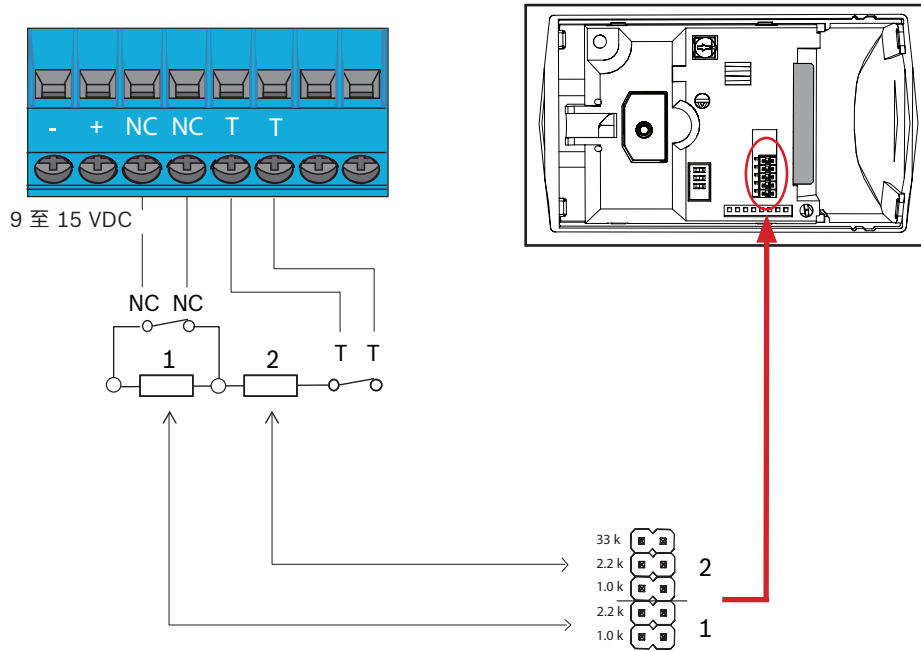 - + NC NC T T
9 至 15 VDC
NC NC
T T
1 2
33 k
2.2 k 2
1.0 k
2.2 k
1.0 k 1